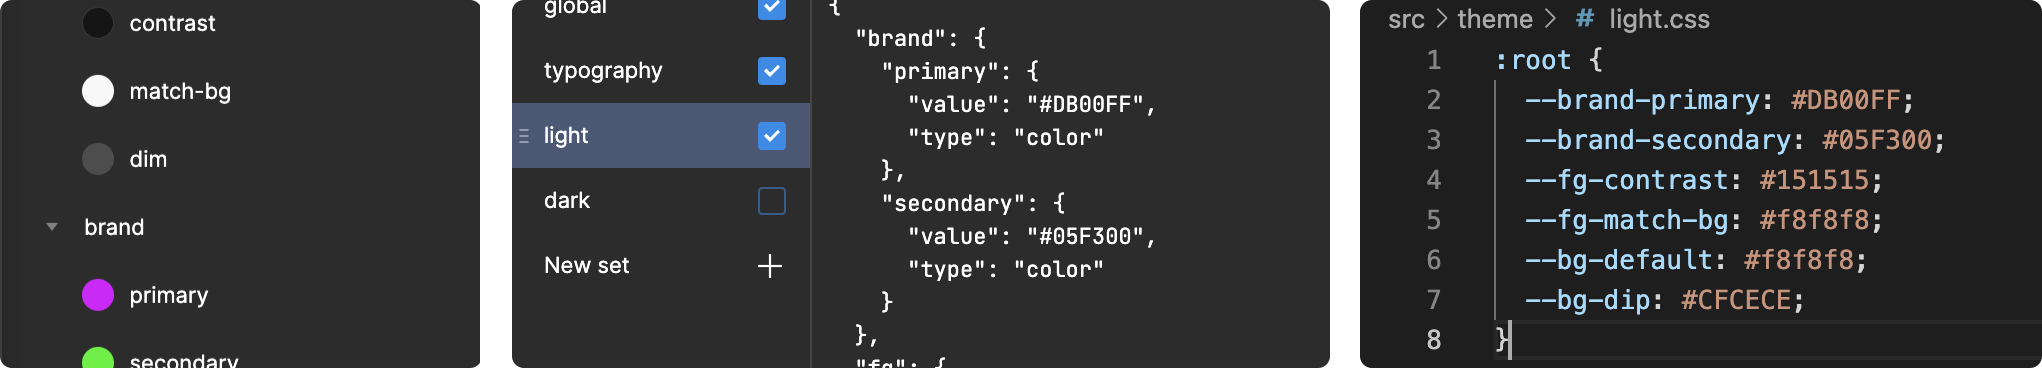 contrast
match-bg
dim
brand
primary
secondary
global
typography
light
dark
New set
{
"brand": {
"primary": {
"value": "#DB00FF",
"type": "color"
},
"secondary": {
"value": "#05F300",
"type": "color"
}
},
"fg": {
src > theme > # light.css
1 :root {
2 --brand-primary: #DB00FF;
3 --brand-secondary: #05F300;
4 --fg-contrast: #151515;
5 --fg-match-bg: #f8f8f8;
6 --bg-default: #f8f8f8;
7 --bg-dip: #CFCECE;
8 }